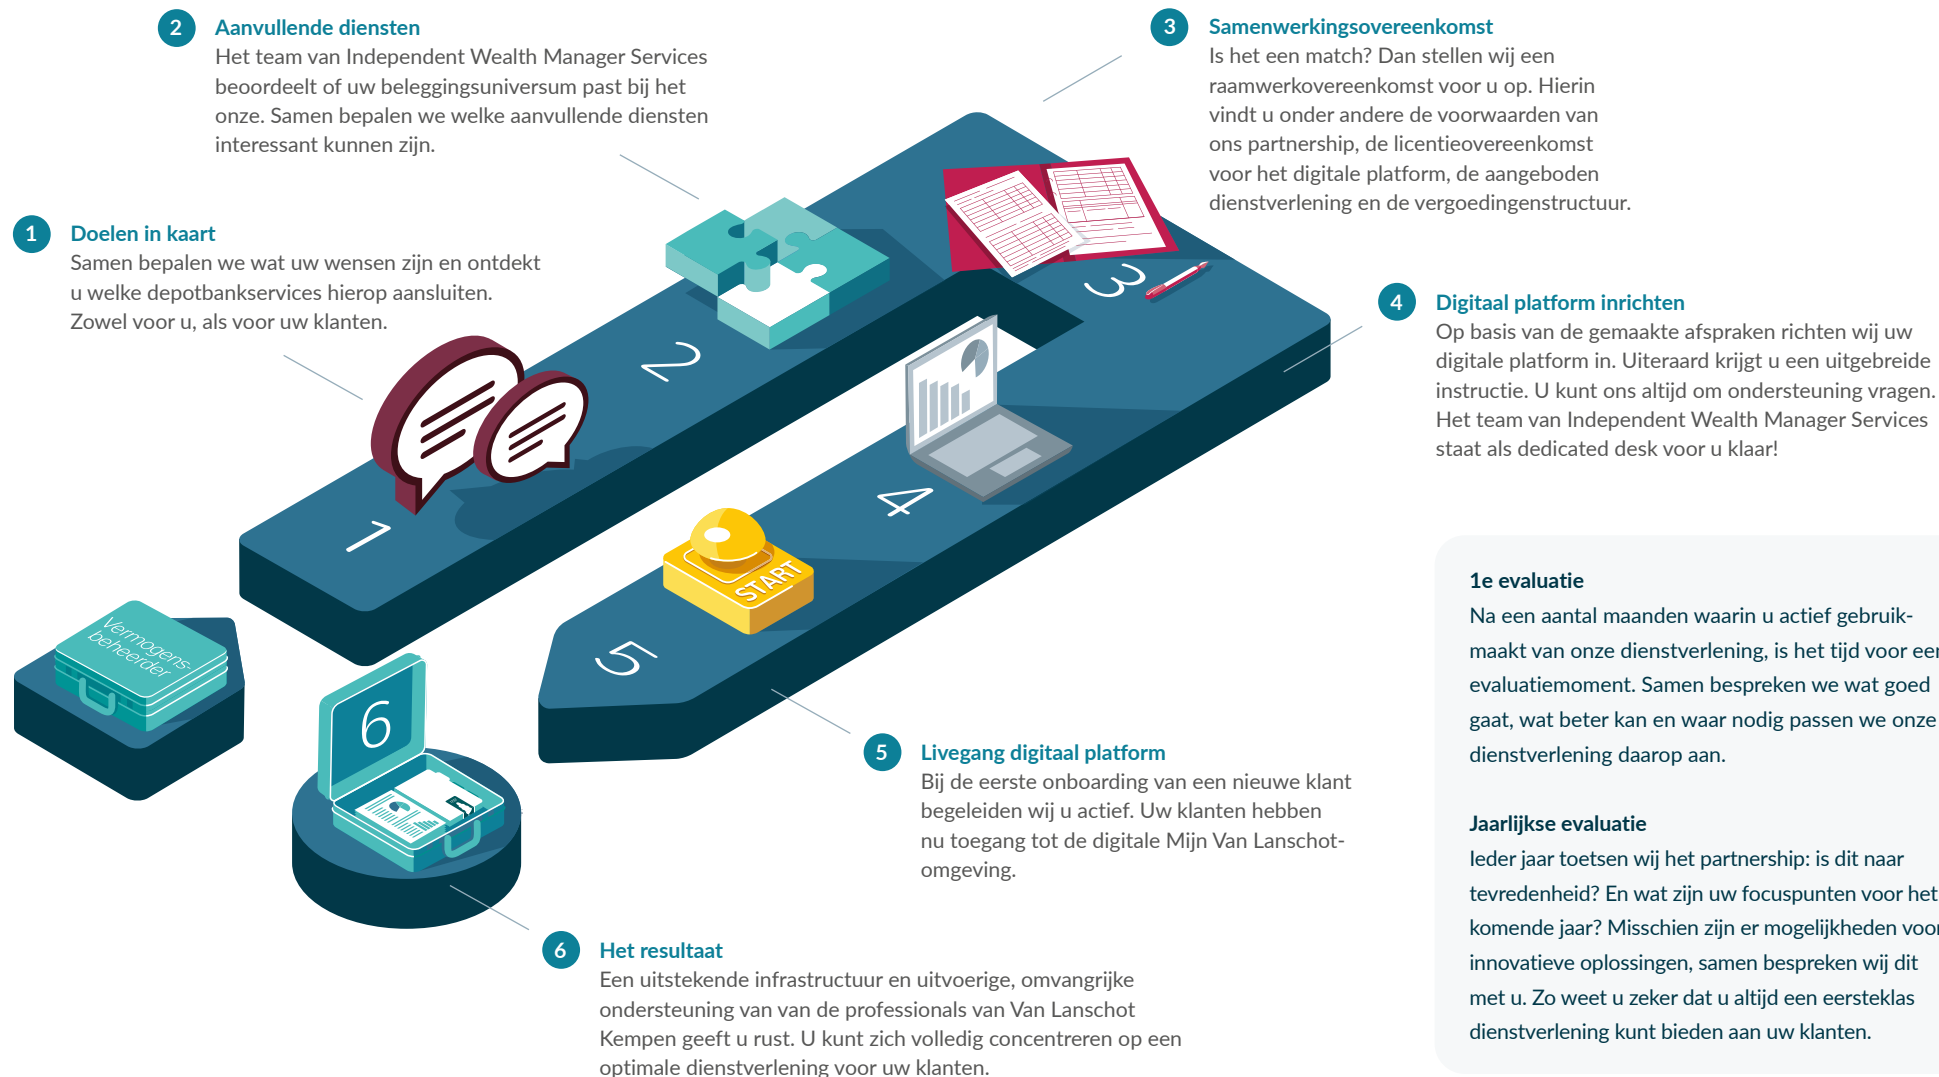 2 Aanvullende diensten
Het team van Independent Wealth Manager Services
beoordeelt of uw beleggingsuniversum past bij het
onze. Samen bepalen we welke aanvullende diensten
interessant kunnen zijn.
3 Samenwerkingsovereenkomst
Is het een match? Dan stellen wij een
raamwerkovereenkomst voor u op. Hierin
vindt u onder andere de voorwaarden van
ons partnership, de licentieovereenkomst
voor het digitale platform, de aangeboden
dienstverlening en de vergoedingenstructuur.
1 Doelen in kaart
Samen bepalen we wat uw wensen zijn en ontdekt
u welke depotbankservices hierop aansluiten.
Zowel voor u, als voor uw klanten.
4 Digitaal platform inrichten
Op basis van de gemaakte afspraken richten wij uw
digitale platform in. Uiteraard krijgt u een uitgebreide
instructie. U kunt ons altijd om ondersteuning vragen.
Het team van Independent Wealth Manager Services
staat als dedicated desk voor u klaar!
3
2
4
1
START
5
Vermogens-
beheerder
6
1e evaluatie
Na een aantal maanden waarin u actief gebruik-
maakt van onze dienstverlening, is het tijd voor een
evaluatiemoment. Samen bespreken we wat goed
gaat, wat beter kan en waar nodig passen we onze
dienstverlening daarop aan.
Jaarlijkse evaluatie
Ieder jaar toetsen wij het partnership: is dit naar
tevredenheid? En wat zijn uw focuspunten voor het
komende jaar? Misschien zijn er mogelijkheden voor
innovatieve oplossingen, samen bespreken wij dit
met u. Zo weet u zeker dat u altijd een eersteklas
dienstverlening kunt bieden aan uw klanten.
5 Livegang digitaal platform
Bij de eerste onboarding van een nieuwe klant
begeleiden wij u actief. Uw klanten hebben
nu toegang tot de digitale Mijn Van Lanschot-
omgeving.
6 Het resultaat
Een uitstekende infrastructuur en uitvoerige, omvangrijke
ondersteuning van van de professionals van Van Lanschot
Kempen geeft u rust. U kunt zich volledig concentreren op een
optimale dienstverlening voor uw klanten.